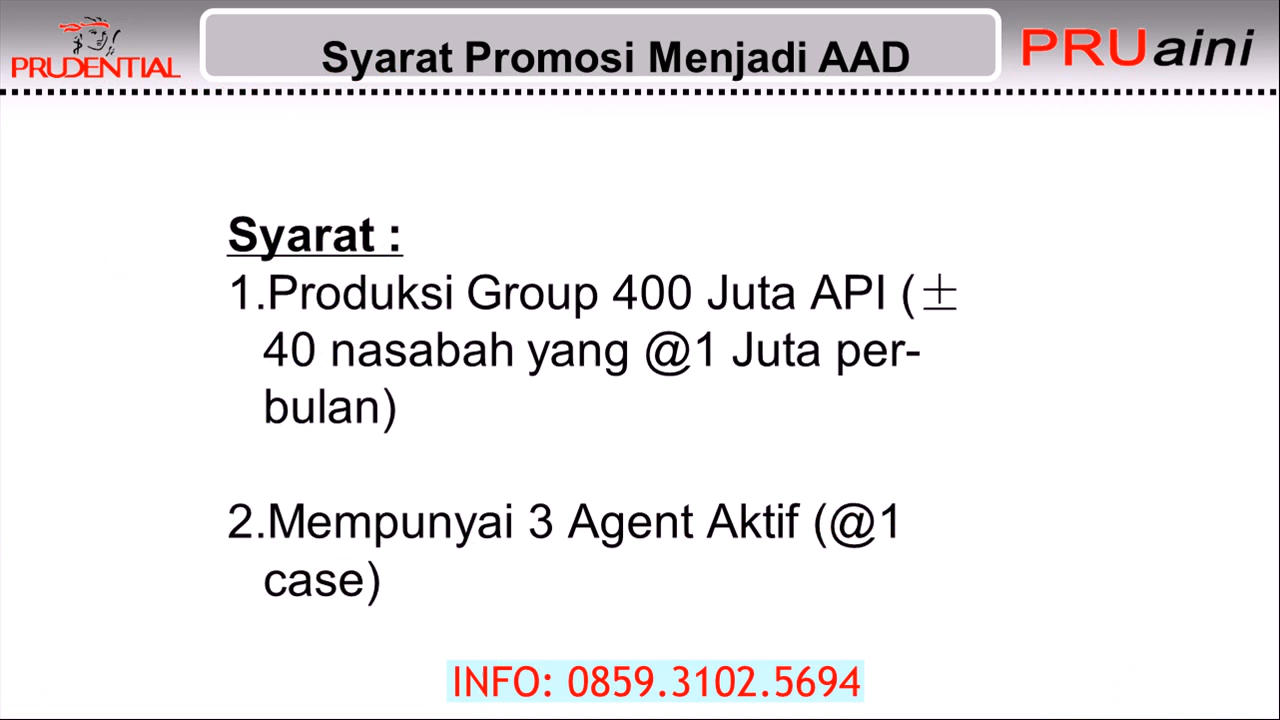 PRUDENTIAL
Syarat Promosi Menjadi AAD
PRUaini
Syarat :
1.Produksi Group 400 Juta API (±
40 nasabah yang @1 Juta per-
bulan)
2.Mempunyai 3 Agent Aktif (@1
case)
INFO: 0859.3102.5694